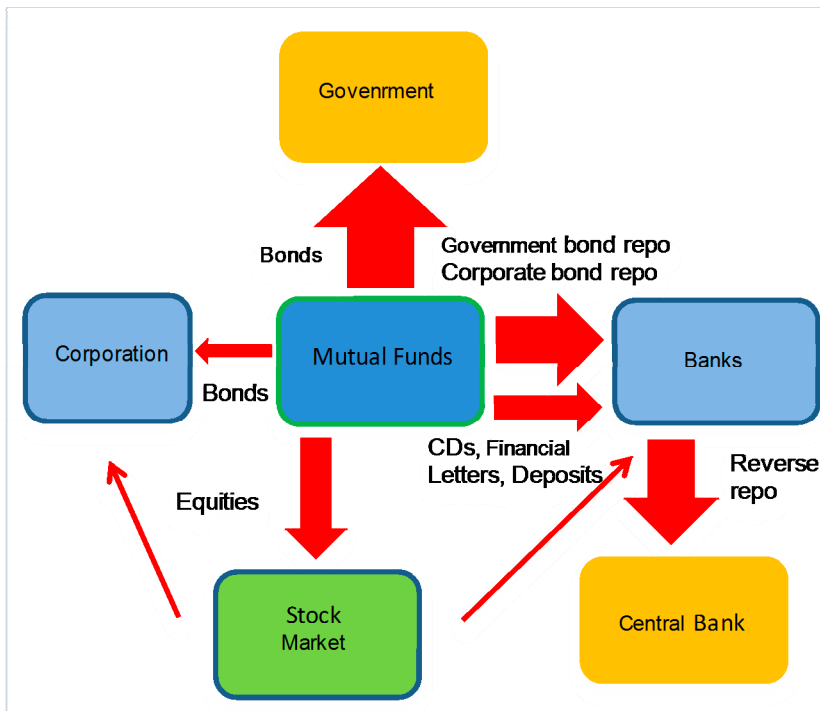 Govenrment
Bonds
Government bond repo
Corporate bond repo
Corporation
Mutual Funds
Banks
Bonds
CDs, Financial
Letters, Deposits
Equities
Reverse
repo
Stock
Market
Central Bank